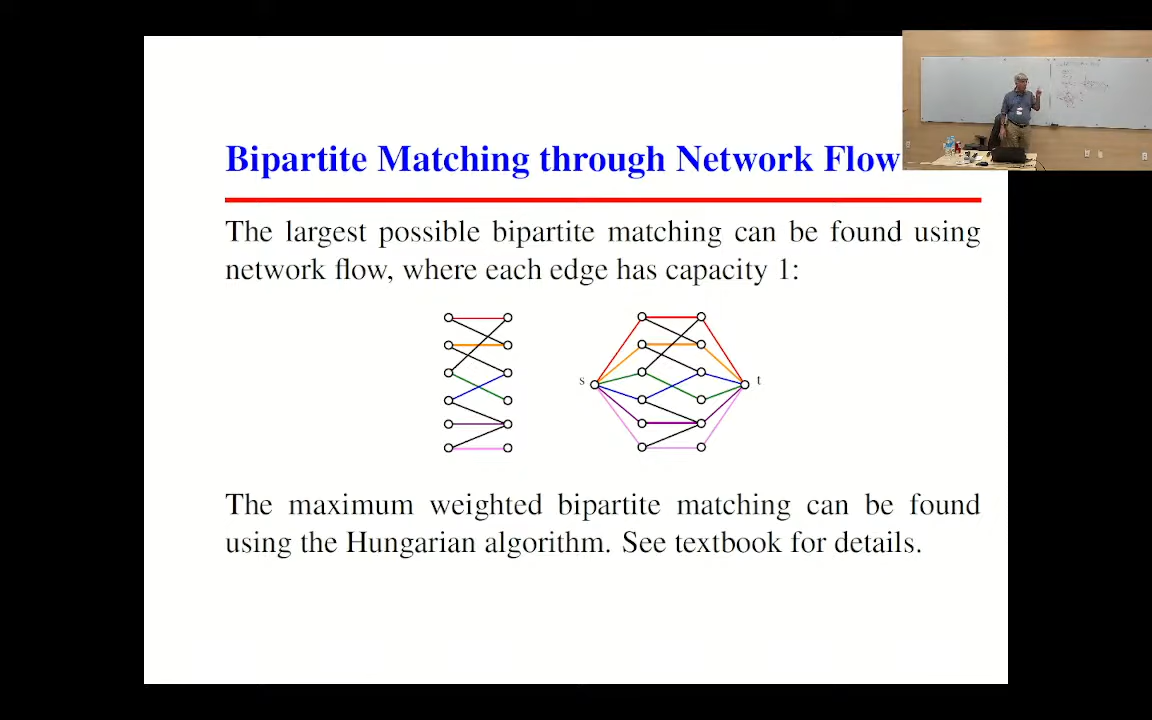 Bipartite Matching through Network Flow
The largest possible bipartite matching can be found using
network flow, where each edge has capacity 1:
s
t
The maximum weighted bipartite matching can be found
using the Hungarian algorithm. See textbook for details.